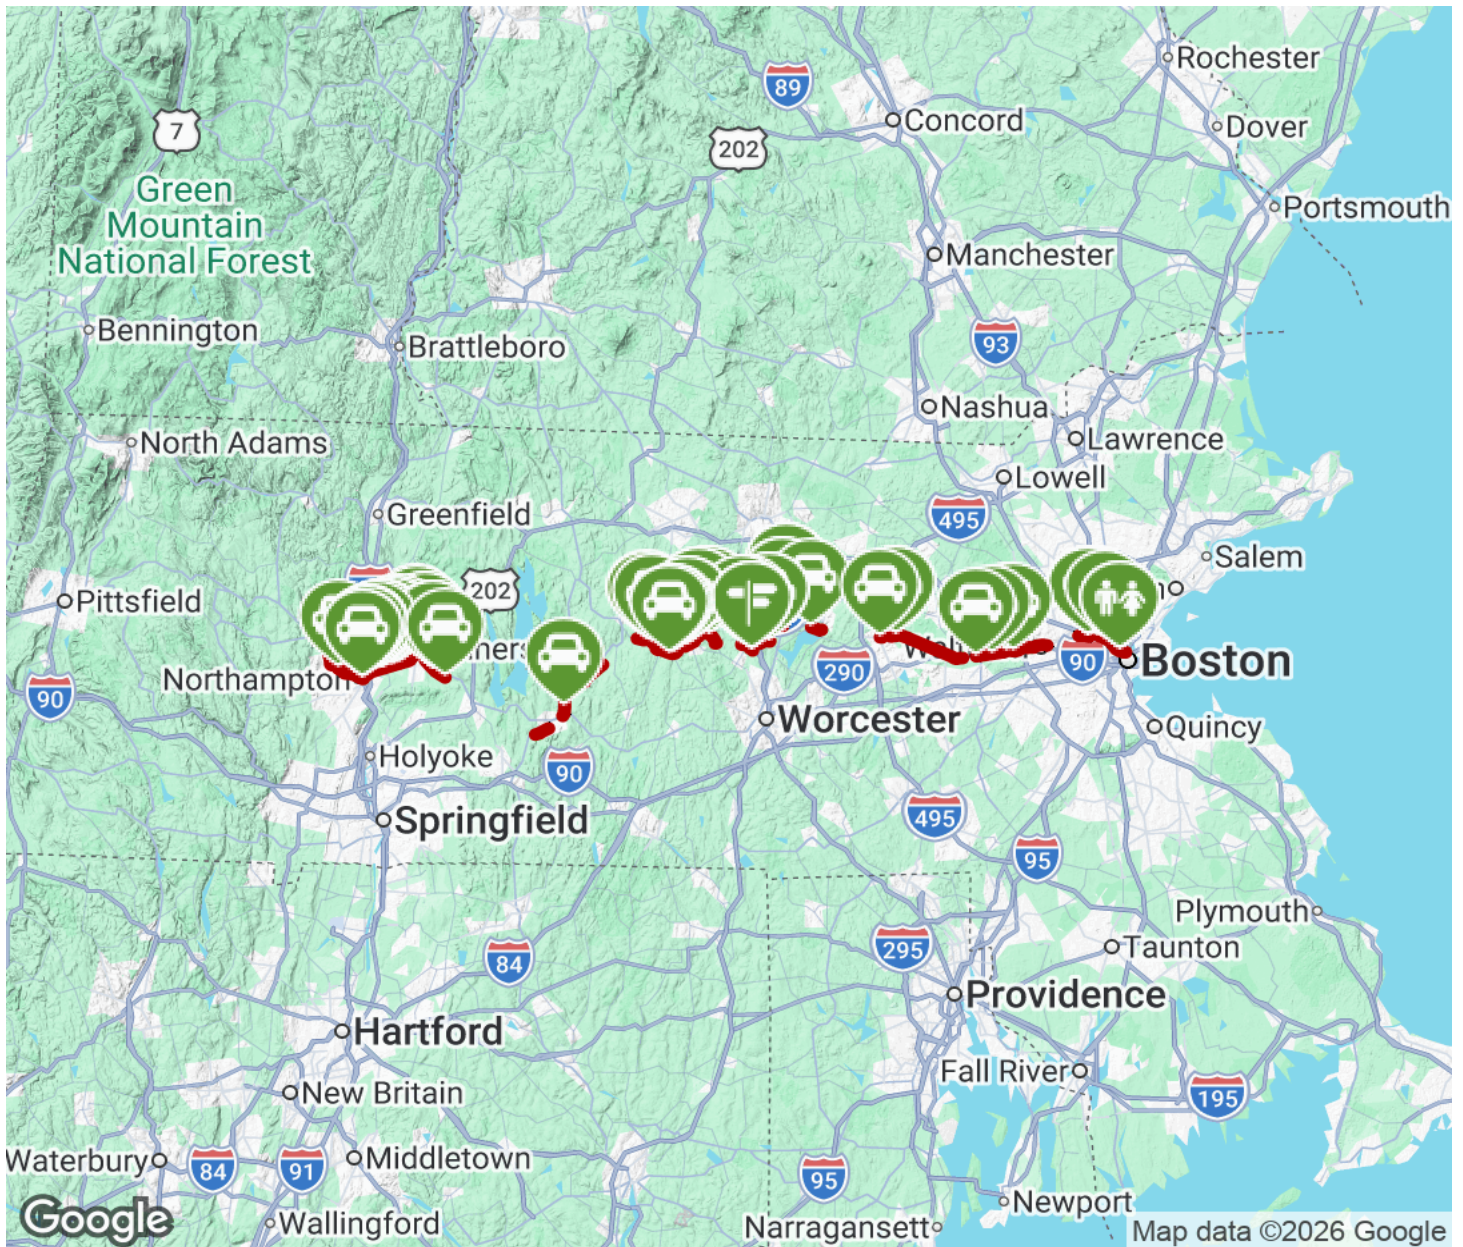 Rochester
89
Concord
Dover
7
202
Green
Mountain
National Forest
Portsmouth
Manchester
Bennington
Brattleboro
93
Nashua
North Adams
Lawrence
Lowell
Greenfield
495
Salem
202
Pittsfield
Northampton
90
290
90
Boston
Worcester
Quincy
Holyoke
90
Springfield
495
95
Plymouth
Taunton
295
84
Providence
Hartford
Fall River
New Britain
195
Waterbury
84
91
Middletown
95
Newport
Google
Wallingford
Narragansett
Map data ©2026 Google